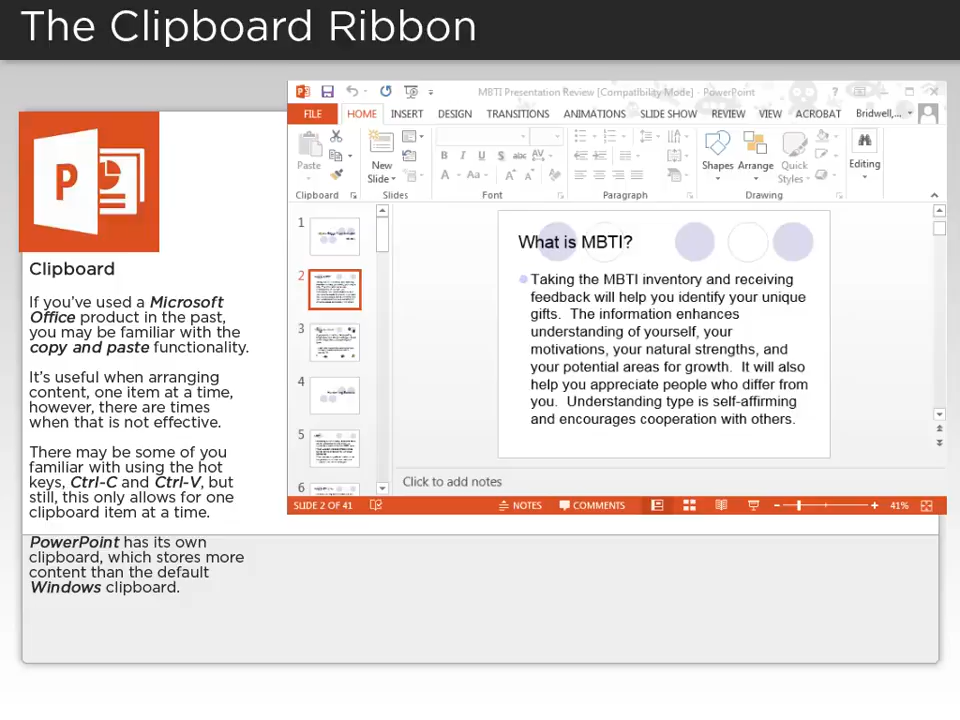 The Clipboard Ribbon
P
Clipboard
If you've used a Microsoft
Office product in the past,
you may be familiar with the
copy and paste functionality.
It's useful when arranging
content, one item at a time,
however, there are times
when that is not effective.
There may be some of you
familiar with using the hot
keys, Ctrl-C and Ctrl-V, but
still, this only allows for one
clipboard item at a time.
PowerPoint has its own
clipboard, which stores more
content than the default
Windows clipboard.
MBTI Presentation Review [Compatibility Mode] - PowerPoint
FILE HOME INSERT DESIGN TRANSITIONS ANIMATIONS SLIDE SHOW REVIEW VIEW ACROBAT Bridwell,...
Paste
New
Slide
B I U S abc AV
A Aa A A
Shapes Arrange Quick
Styles
Editing
Clipboard Slides Font Paragraph Drawing
1
2
3
4
5
6
What is MBTI?
Taking the MBTI inventory and receiving
feedback will help you identify your unique
gifts. The information enhances
understanding of yourself, your
motivations, your natural strengths, and
your potential areas for growth. It will also
help you appreciate people who differ from
you. Understanding type is self-affirming
and encourages cooperation with others.
Click to add notes
SLIDE 2 OF 41 NOTES COMMENTS 41%